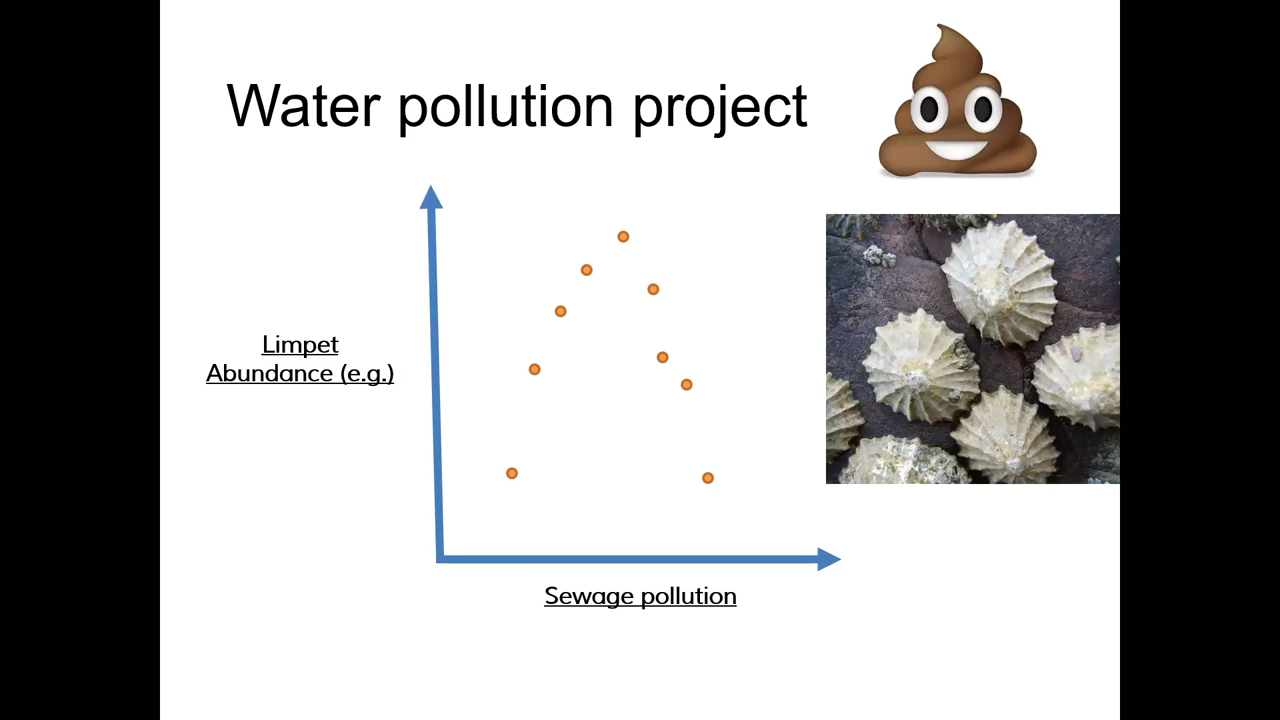 Water pollution project
Limpet
Abundance (e.g.)
Sewage pollution